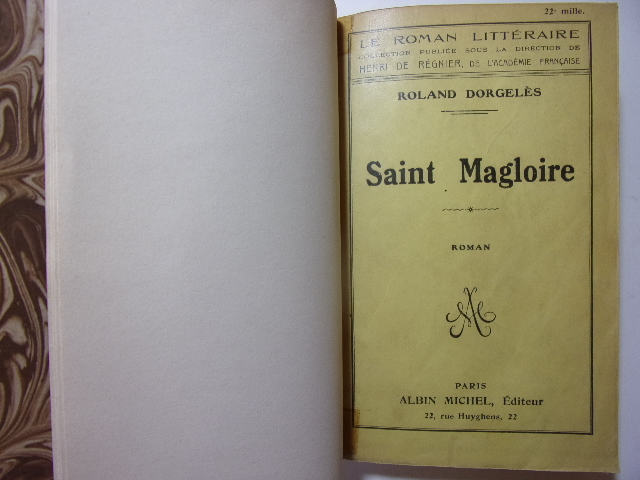 22e mille.
LE ROMAN LITTÉRAIRE
COLLECTION PUBLIÉE SOUS LA DIRECTION DE
HENRI DE RÉGNIER, DE L'ACADÉMIE FRANÇAISE
ROLAND DORGELÈS
Saint Magloire
ROMAN
AM
PARIS
ALBIN MICHEL, Éditeur
22, rue Huyghens, 22